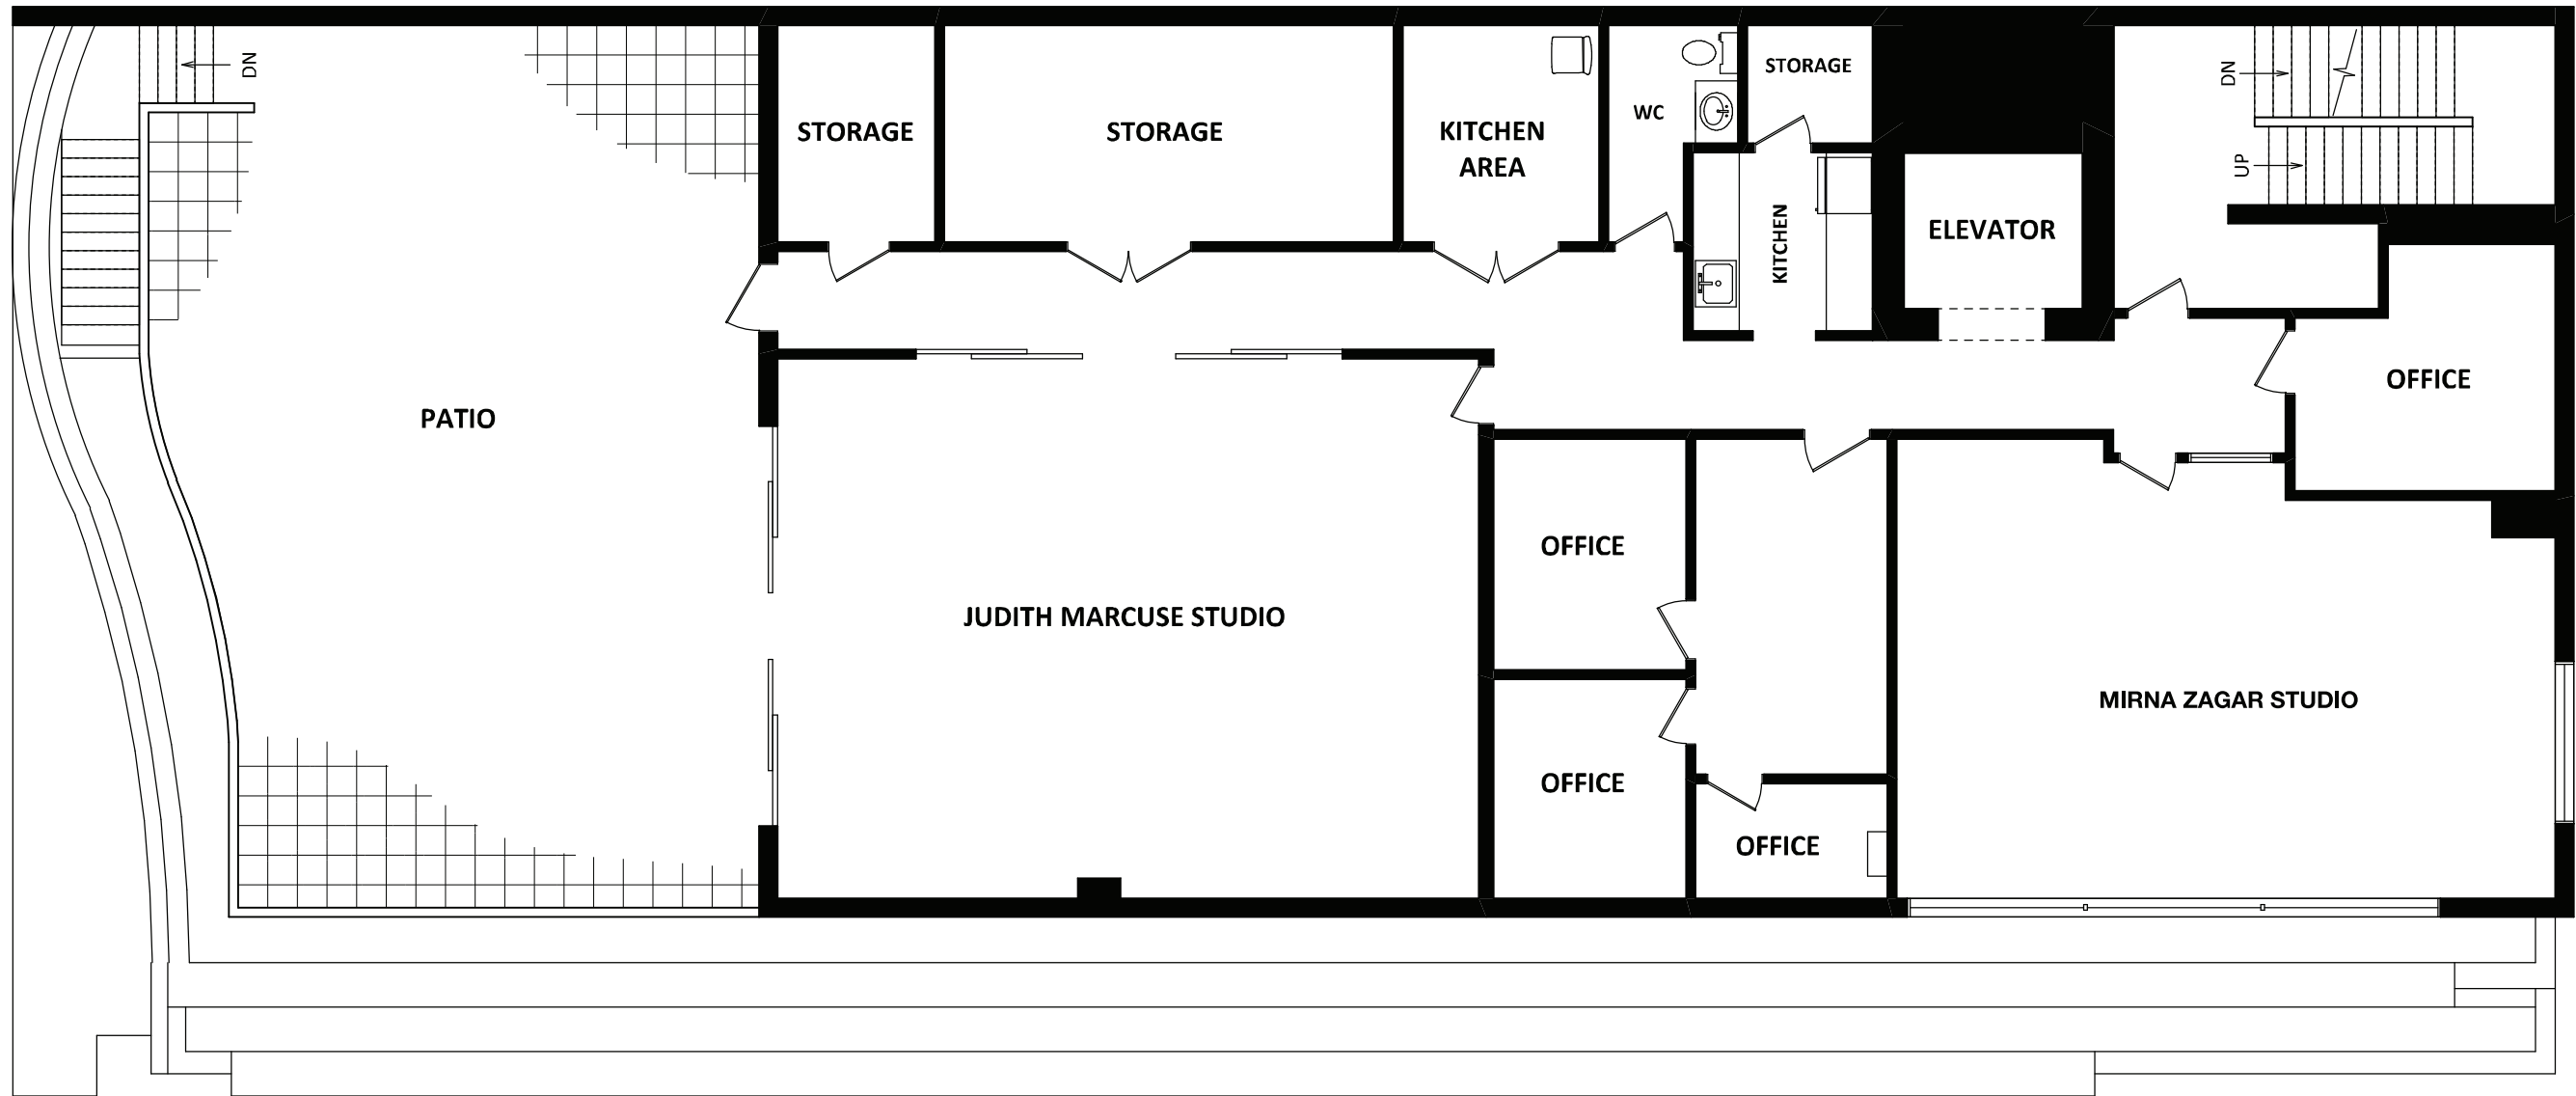 DN
STORAGE
STORAGE
KITCHEN
AREA
WC
STORAGE
KITCHEN
ELEVATOR
DN
UP
OFFICE
PATIO
JUDITH MARCUSE STUDIO
OFFICE
OFFICE
OFFICE
MIRNA ZAGAR STUDIO